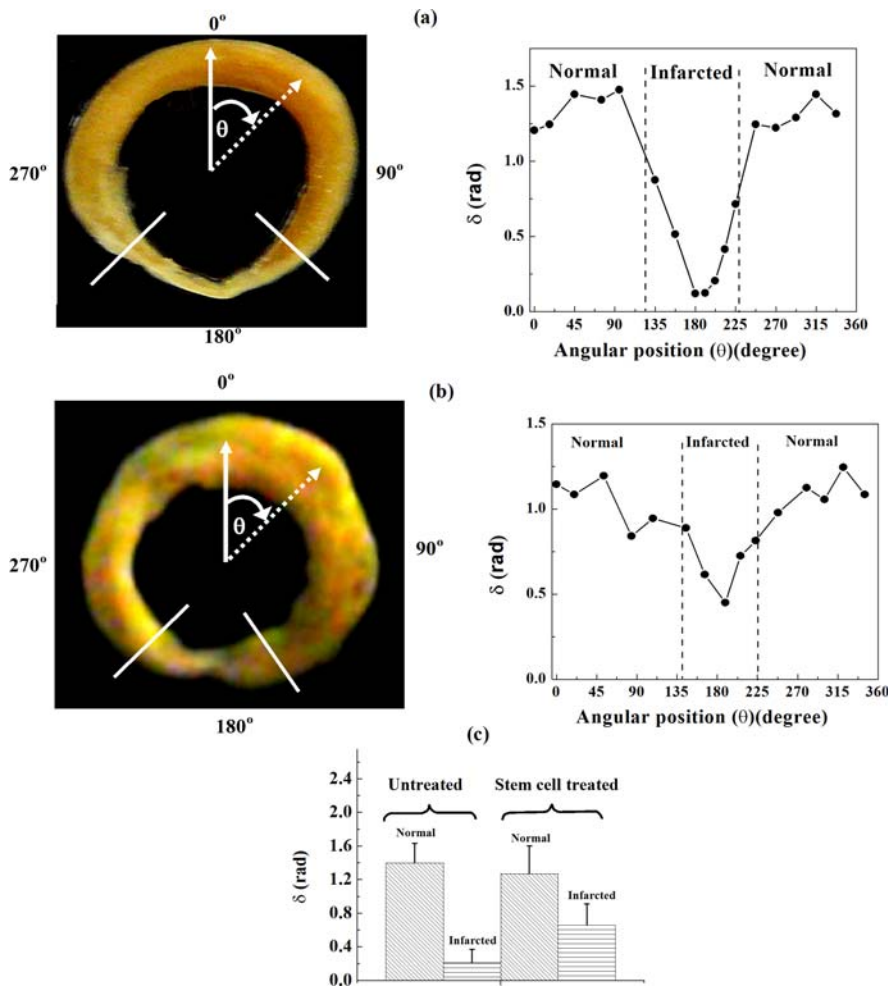 (a)
0°
θ
270°
90°
180°
Normal Infarcted Normal
1.5
1.0
0.5
0.0
δ (rad)
0 45 90 135 180 225 270 315 360
Angular position (θ)(degree)
(b)
0°
θ
270°
90°
180°
Normal Infarcted Normal
1.5
1.0
0.5
0.0
δ (rad)
0 45 90 135 180 225 270 315 360
Angular position (θ)(degree)
(c)
Untreated Stem cell treated
2.4
2.0
1.6
1.2
0.8
0.4
0.0
δ (rad)
Normal
Infarcted
Normal
Infarcted